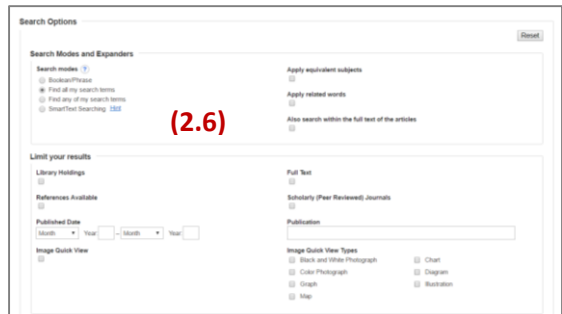 Search Options
Reset
Search Modes and Expanders
Search modes ?
Boolean/Phrase
Find all my search terms
Find any of my search terms
SmartText Searching Hint
Apply equivalent subjects
Apply related words
Also search within the full text of the articles
(2.6)
Limit your results
Library Holdings
Full Text
References Available
Scholarly (Peer Reviewed) Journals
Published Date
Month Year – Month Year
Publication
Image Quick View
Image Quick View Types
Black and White Photograph Chart
Color Photograph Diagram
Graph Illustration
Map